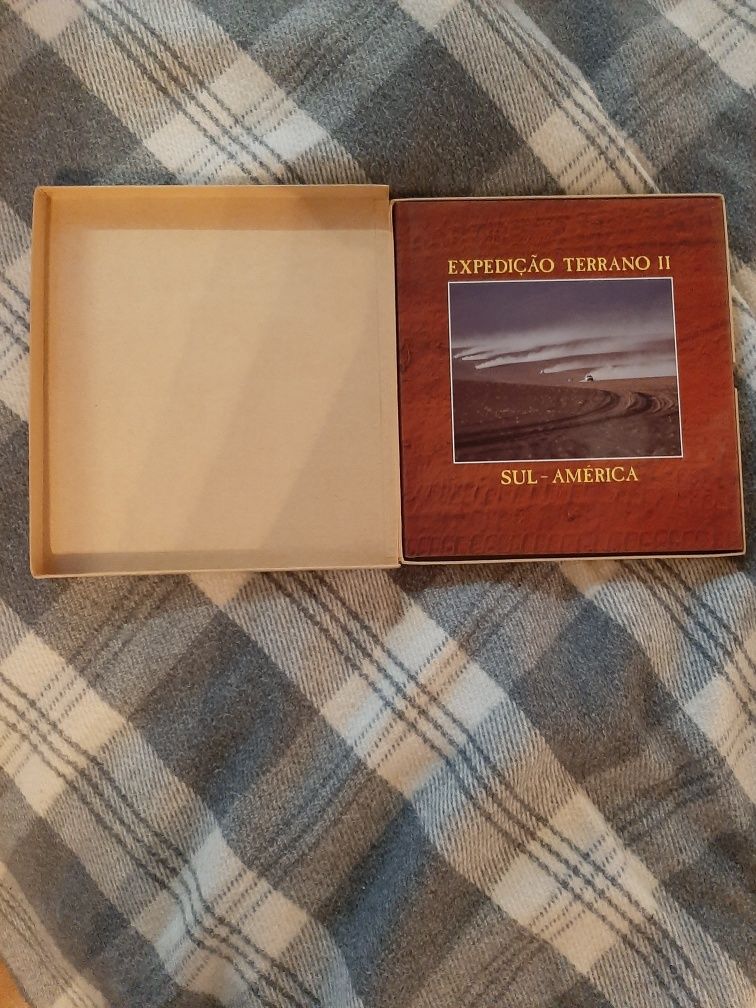 EXPEDIÇÃO TERRANO II
SUL - AMÉRICA